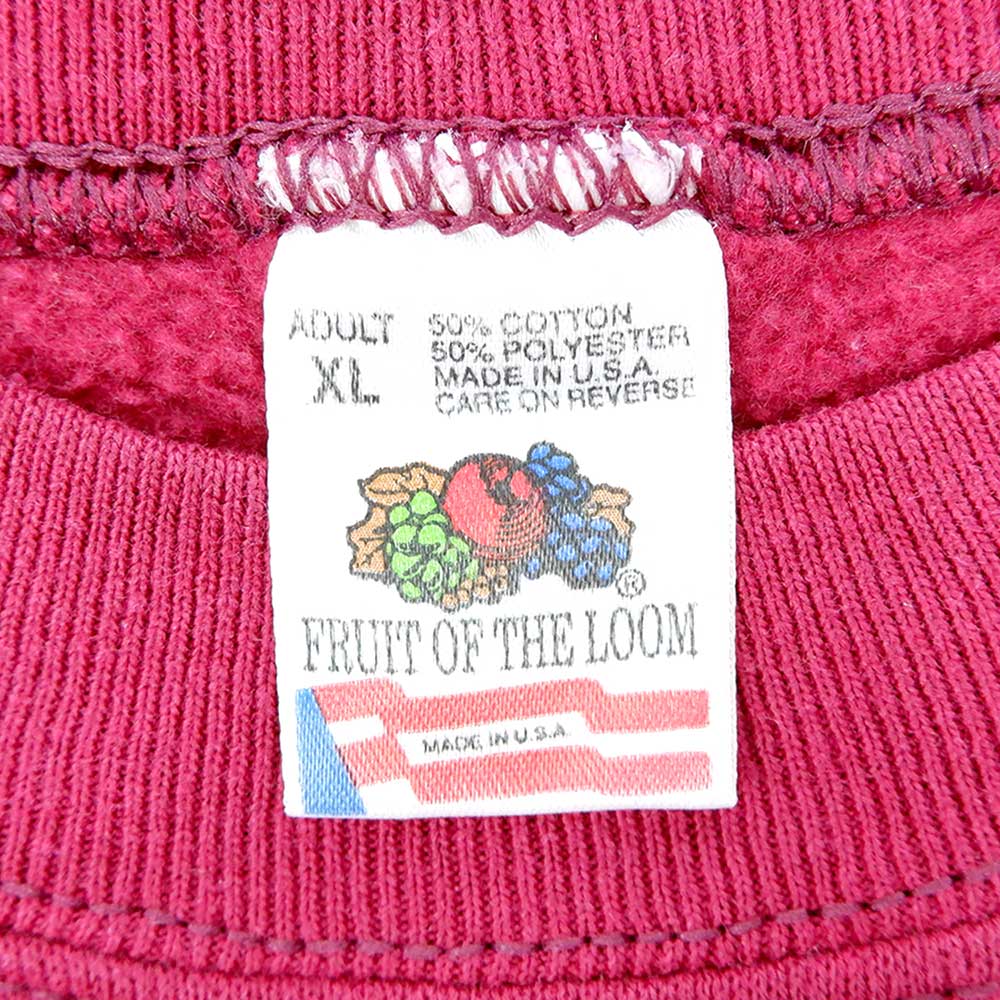 ADULT
XL
50% COTTON
50% POLYESTER
MADE IN U.S.A.
CARE ON REVERSE
®
FRUIT OF THE LOOM
MADE IN U.S.A.